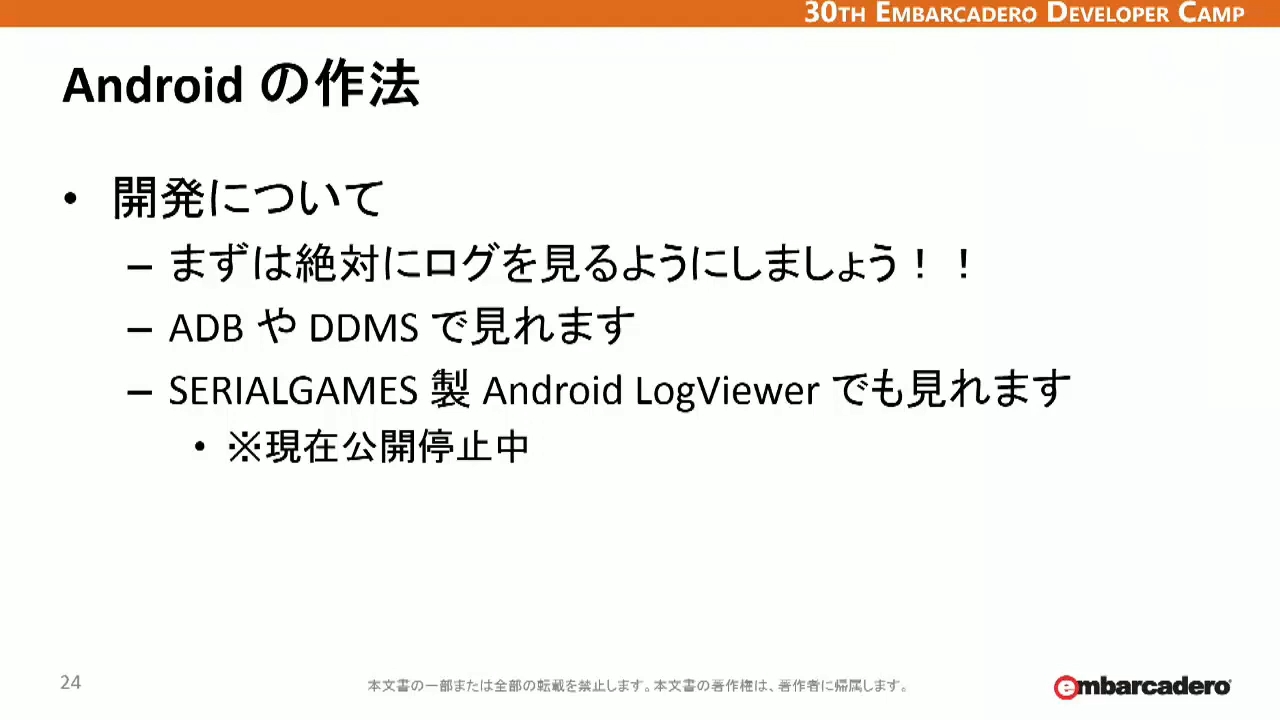 30TH EMBARCADERO DEVELOPER CAMP
Android の作法
• 開発について
– まずは絶対にログを見るようにしましょう！！
– ADB や DDMS で見れます
– SERIALGAMES 製 Android LogViewer でも見れます
• ※現在公開停止中
24
本文書の一部または全部の転載を禁止します。本文書の著作権は、著作者に帰属します。
embarcadero